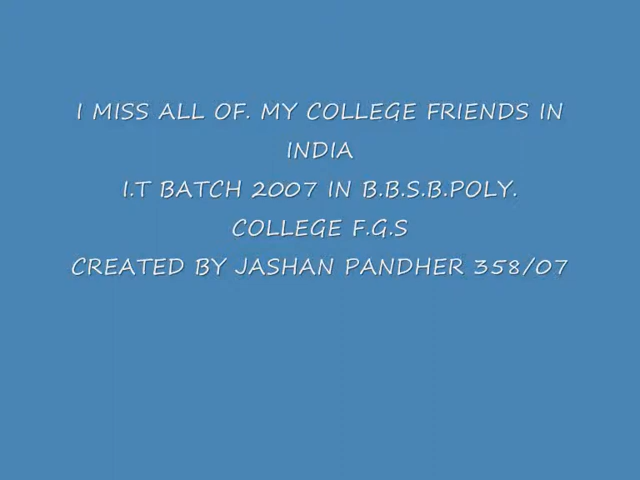 I MISS ALL OF. MY COLLEGE FRIENDS IN
INDIA
I.T BATCH 2007 IN B.B.S.B.POLY.
COLLEGE F.G.S
CREATED BY JASHAN PANDHER 358/07